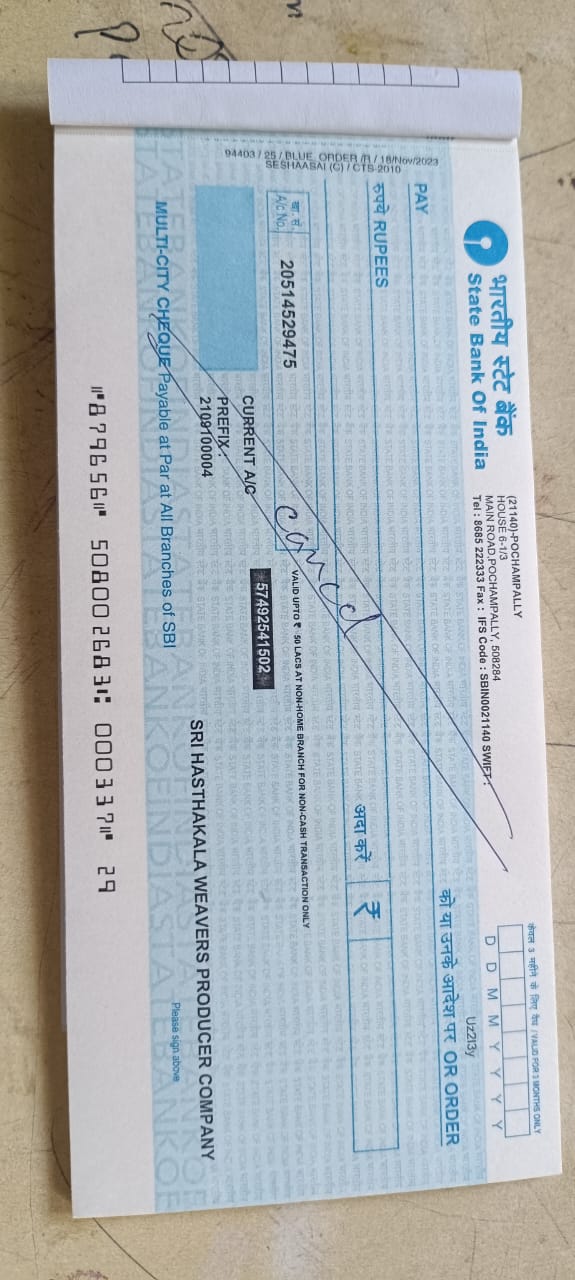 94403 / 25 / BLUE_ORDER /R / 18/Nov/2023
SESHAASAI (C) / CTS-2010
भारतीय स्टेट बैंक
State Bank Of India
(21140)-POCHAMPALLY
HOUSE 6-1/3
MAIN ROAD,POCHAMPALLY, 508284
Tel : 8685 222333 Fax : IFS Code : SBIN0021140 SWIFT :
केवल 3 महीने के लिए वैध / VALID FOR 3 MONTHS ONLY
D D M M Y Y Y Y
Uz2I3y
PAY
को या उनके आदेश पर OR ORDER
रुपये RUPEES
अदा करें ₹
खा. सं.
A/c No.
20514529475
cancel
VALID UPTO ₹ 50 LACS AT NON-HOME BRANCH FOR NON-CASH TRANSACTION ONLY
CURRENT A/C
57492541502
PREFIX :
2109100004
SRI HASTHAKALA WEAVERS PRODUCER COMPANY
MULTI-CITY CHEQUE Payable at Par at All Branches of SBI
Please sign above
⑈879656⑈ 508002683⑆ 000337⑈ 29